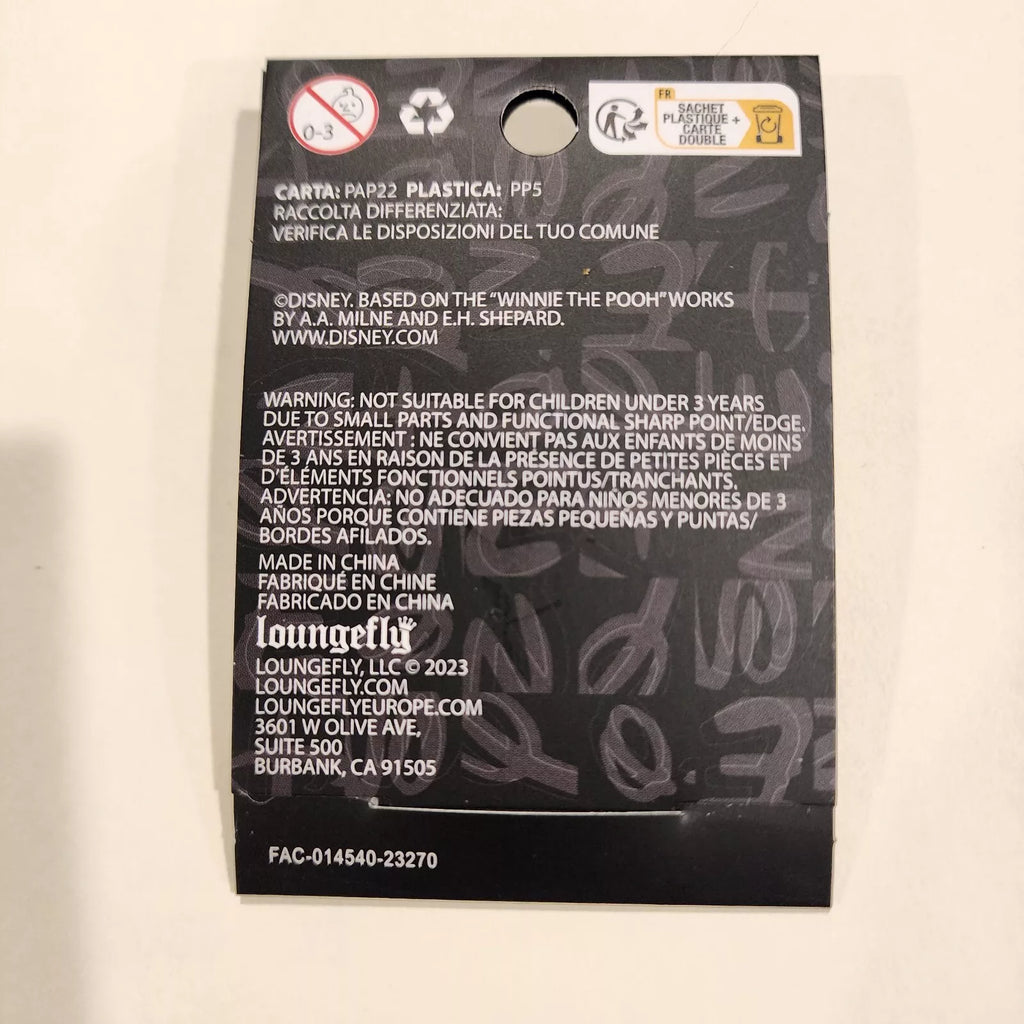 0-3
FR
SACHET
PLASTIQUE +
CARTE
DOUBLE
CARTA: PAP22 PLASTICA: PP5
RACCOLTA DIFFERENZIATA:
VERIFICA LE DISPOSIZIONI DEL TUO COMUNE
©DISNEY. BASED ON THE "WINNIE THE POOH" WORKS
BY A.A. MILNE AND E.H. SHEPARD.
WWW.DISNEY.COM
WARNING: NOT SUITABLE FOR CHILDREN UNDER 3 YEARS
DUE TO SMALL PARTS AND FUNCTIONAL SHARP POINT/EDGE.
AVERTISSEMENT : NE CONVIENT PAS AUX ENFANTS DE MOINS
DE 3 ANS EN RAISON DE LA PRÉSENCE DE PETITES PIÈCES ET
D'ÉLÉMENTS FONCTIONNELS POINTUS/TRANCHANTS.
ADVERTENCIA: NO ADECUADO PARA NIÑOS MENORES DE 3
AÑOS PORQUE CONTIENE PIEZAS PEQUEÑAS Y PUNTAS/
BORDES AFILADOS.
MADE IN CHINA
FABRIQUÉ EN CHINE
FABRICADO EN CHINA
loungefly
LOUNGEFLY, LLC © 2023
LOUNGEFLY.COM
LOUNGEFLYEUROPE.COM
3601 W OLIVE AVE,
SUITE 500
BURBANK, CA 91505
FAC-014540-23270